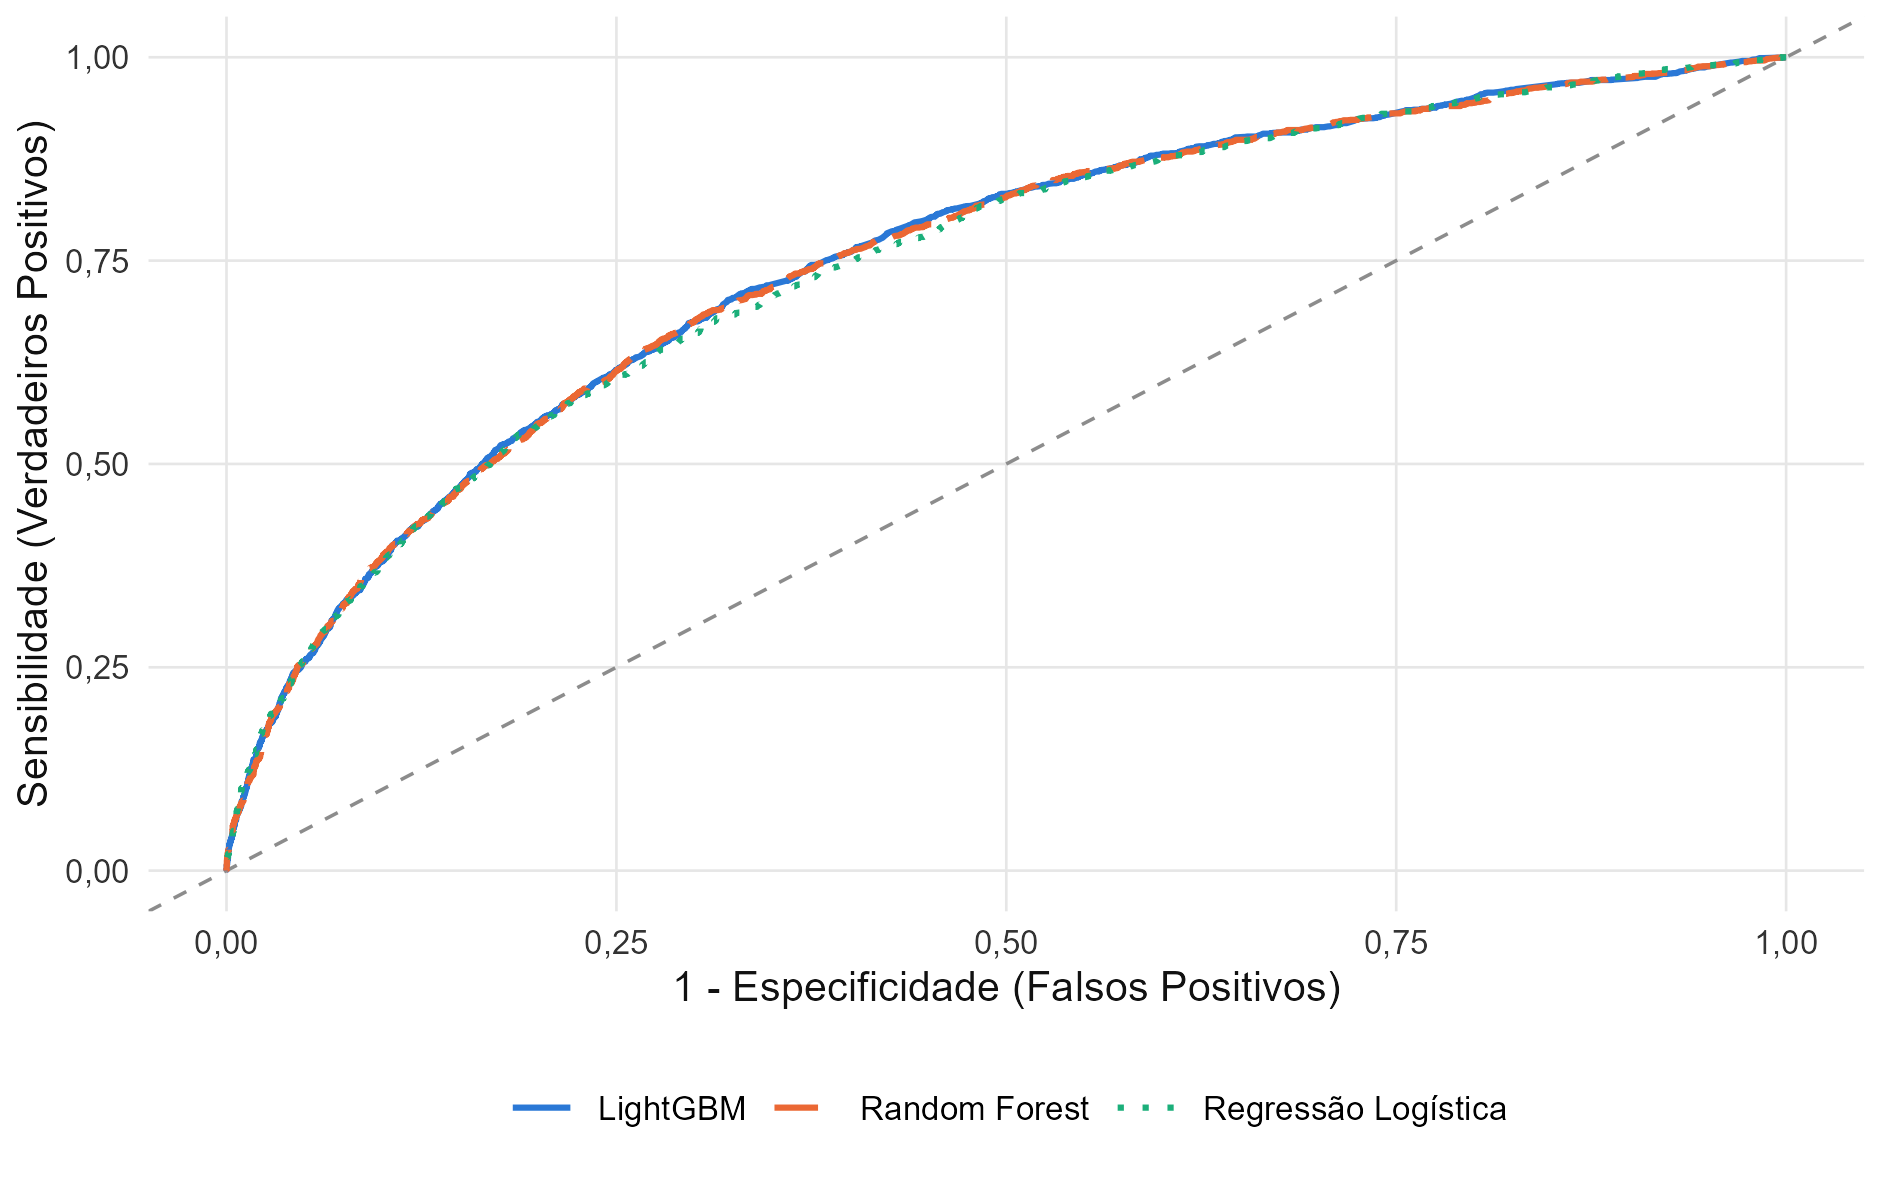 Sensibilidade (Verdadeiros Positivos)
1,00
0,75
0,50
0,25
0,00
0,00 0,25 0,50 0,75 1,00
1 - Especificidade (Falsos Positivos)
LightGBM Random Forest Regressão Logística